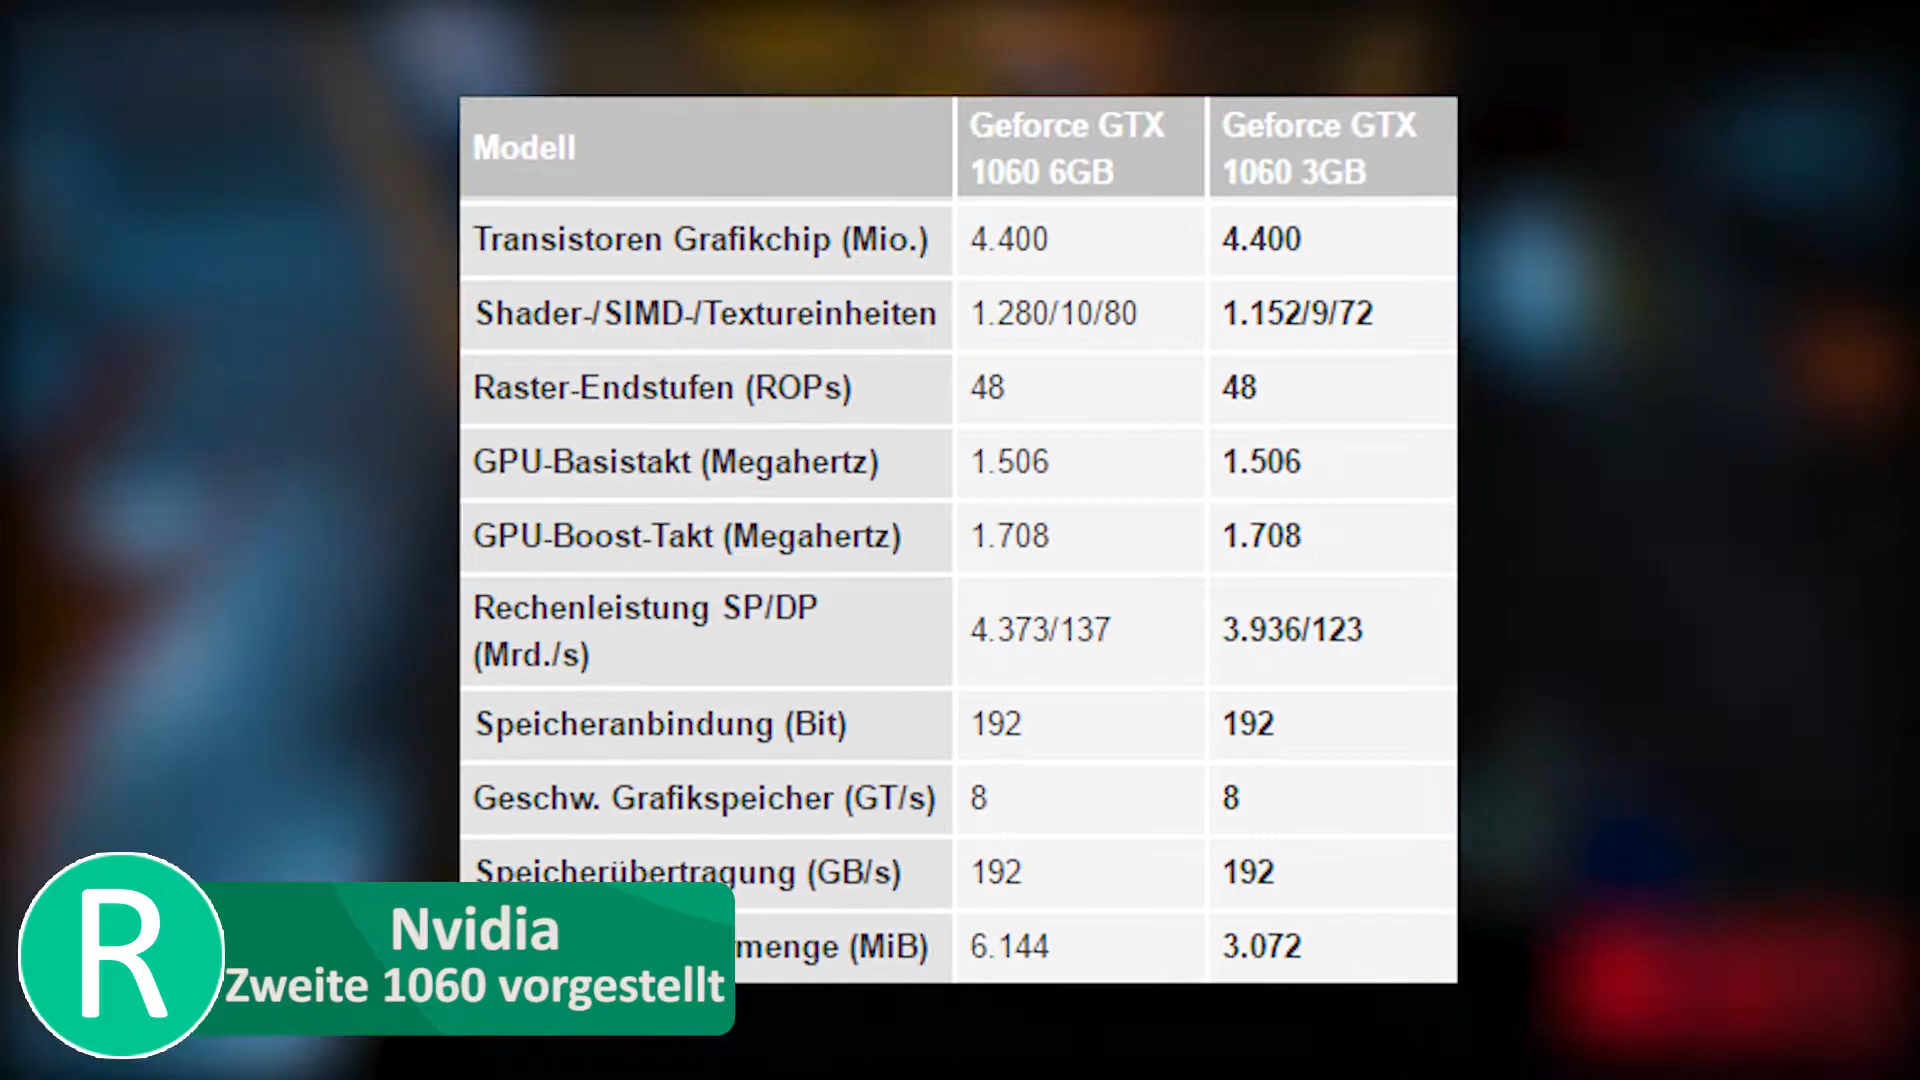 Modell
Geforce GTX
1060 6GB
Geforce GTX
1060 3GB
Transistoren Grafikchip (Mio.) 4.400 4.400
Shader-/SIMD-/Textureinheiten 1.280/10/80 1.152/9/72
Raster-Endstufen (ROPs) 48 48
GPU-Basistakt (Megahertz) 1.506 1.506
GPU-Boost-Takt (Megahertz) 1.708 1.708
Rechenleistung SP/DP
(Mrd./s)
4.373/137 3.936/123
Speicheranbindung (Bit) 192 192
Geschw. Grafikspeicher (GT/s) 8 8
Speicherübertragung (GB/s) 192 192
menge (MiB) 6.144 3.072
R
Nvidia
Zweite 1060 vorgestellt